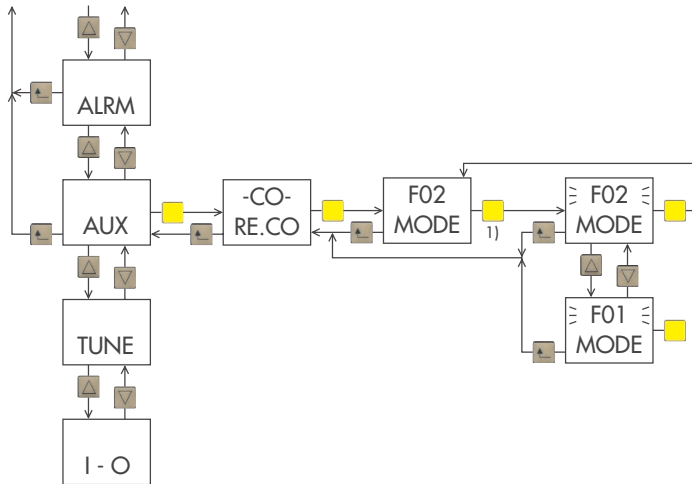 ALRM
AUX
-CO-
RE.CO
F02
MODE
1)
F02
MODE
F01
MODE
TUNE
I - O